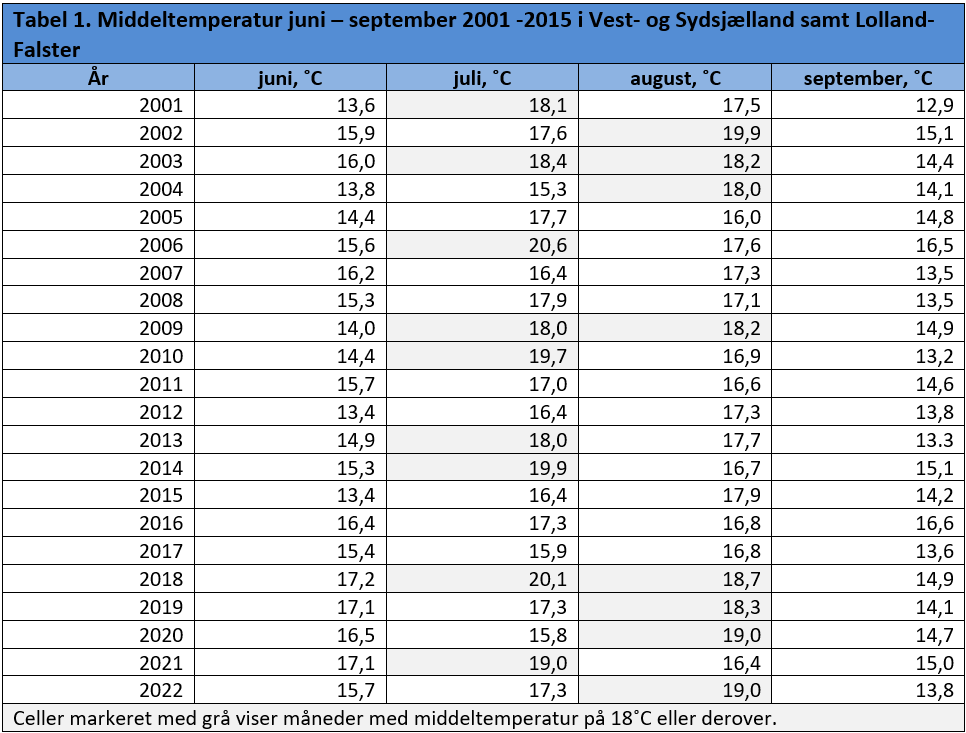 Tabel 1. Middeltemperatur juni – september 2001 -2015 i Vest- og Sydsjælland samt Lolland-
Falster
År juni, ˚C juli, ˚C august, ˚C september, ˚C
2001 13,6 18,1 17,5 12,9
2002 15,9 17,6 19,9 15,1
2003 16,0 18,4 18,2 14,4
2004 13,8 15,3 18,0 14,1
2005 14,4 17,7 16,0 14,8
2006 15,6 20,6 17,6 16,5
2007 16,2 16,4 17,3 13,5
2008 15,3 17,9 17,1 13,5
2009 14,0 18,0 18,2 14,9
2010 14,4 19,7 16,9 13,2
2011 15,7 17,0 16,6 14,6
2012 13,4 16,4 17,3 13,8
2013 14,9 18,0 17,7 13.3
2014 15,3 19,9 16,7 15,1
2015 13,4 16,4 17,9 14,2
2016 16,4 17,3 16,8 16,6
2017 15,4 15,9 16,8 13,6
2018 17,2 20,1 18,7 14,9
2019 17,1 17,3 18,3 14,1
2020 16,5 15,8 19,0 14,7
2021 17,1 19,0 16,4 15,0
2022 15,7 17,3 19,0 13,8
Celler markeret med grå viser måneder med middeltemperatur på 18˚C eller derover.